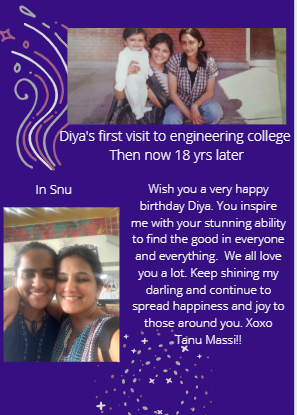 Diya's first visit to engineering college
Then now 18 yrs later
In Snu
Wish you a very happy
birthday Diya. You inspire
me with your stunning ability
to find the good in everyone
and everything.  We all love
you a lot. Keep shining my
darling and continue to
spread happiness and joy to
those around you. Xoxo
Tanu Massi!!